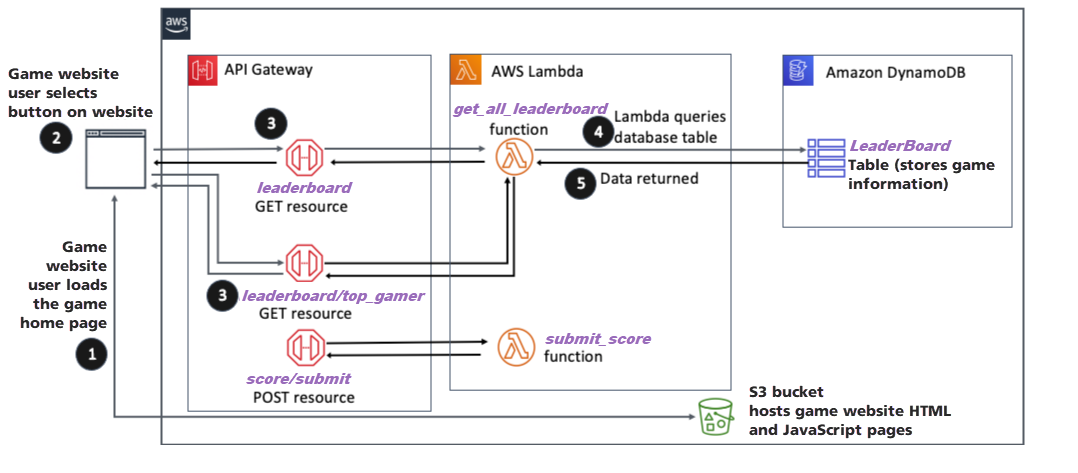 aws
API Gateway
AWS Lambda
Amazon DynamoDB
Game website
user selects
button on website
2
3
leaderboard
GET resource
get_all_leaderboard
function
4
Lambda queries
database table
5
Data returned
LeaderBoard
Table (stores game
information)
Game
website
user loads
the game
home page
1
3
leaderboard/top_gamer
GET resource
score/submit
POST resource
submit_score
function
S3 bucket
hosts game website HTML
and JavaScript pages